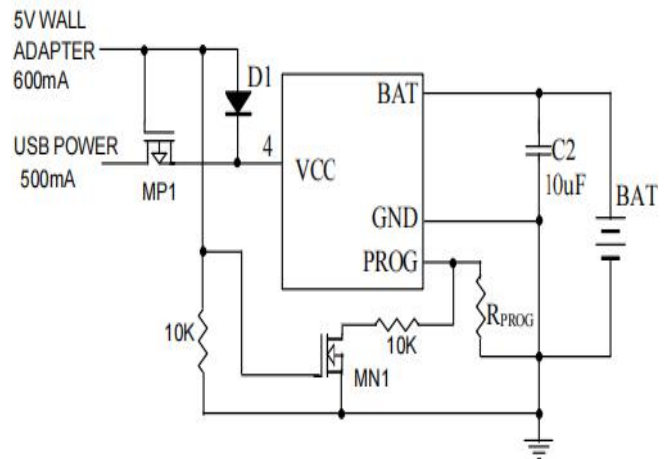 5V WALL
ADAPTER
600mA
D1
BAT
USB POWER
500mA
4
VCC
MP1
C2
10uF
BAT
GND
PROG
RPROG
10K
10K
MN1